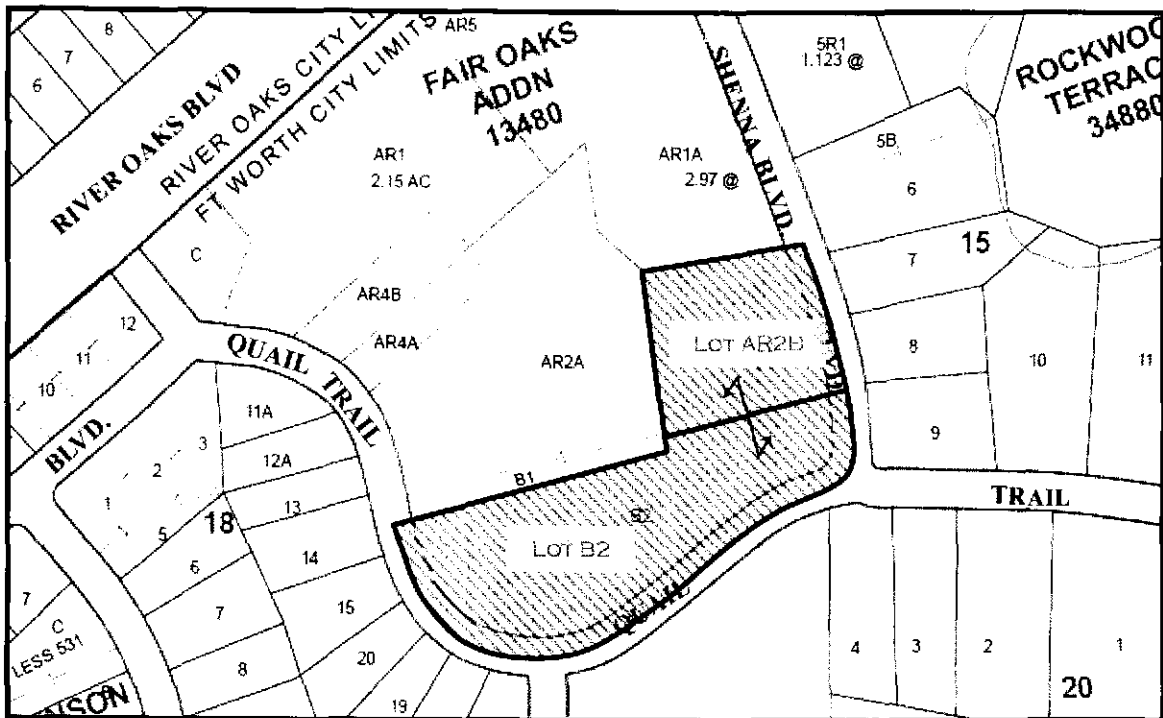 8
7
6
RIVER OAKS BLVD
RIVER OAKS CITY LI
FT WORTH CITY LIMITS
AR5
FAIR OAKS
ADDN
13480
AR1
2.15 AC
C
AR4B
AR4A
AR2A
AR1A
2.97 @
SHENNA BLVD.
5R1
1.123 @
ROCKWOO
TERRAC
34880
5B
6
7
15
8
9
10
11
12
11
10
BLVD.
QUAIL TRAIL
11A
12A
13
14
15
20
19
3
2
1
18
5
6
7
8
7
C
LESS 531
NSON
LOT AR2B
B1
LOT B2
TRAIL
4
3
2
1
20